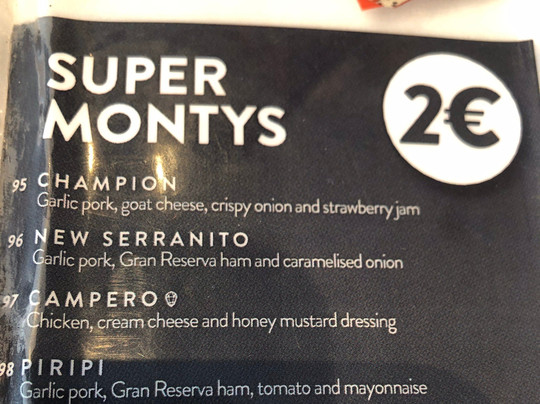 SUPER
MONTYS
2€
95 CHAMPION
Garlic pork, goat cheese, crispy onion and strawberry jam
96 NEW SERRANITO
Garlic pork, Gran Reserva ham and caramelised onion
97 CAMPERO
Chicken, cream cheese and honey mustard dressing
98 PIRIPI
Garlic pork, Gran Reserva ham, tomato and mayonnaise